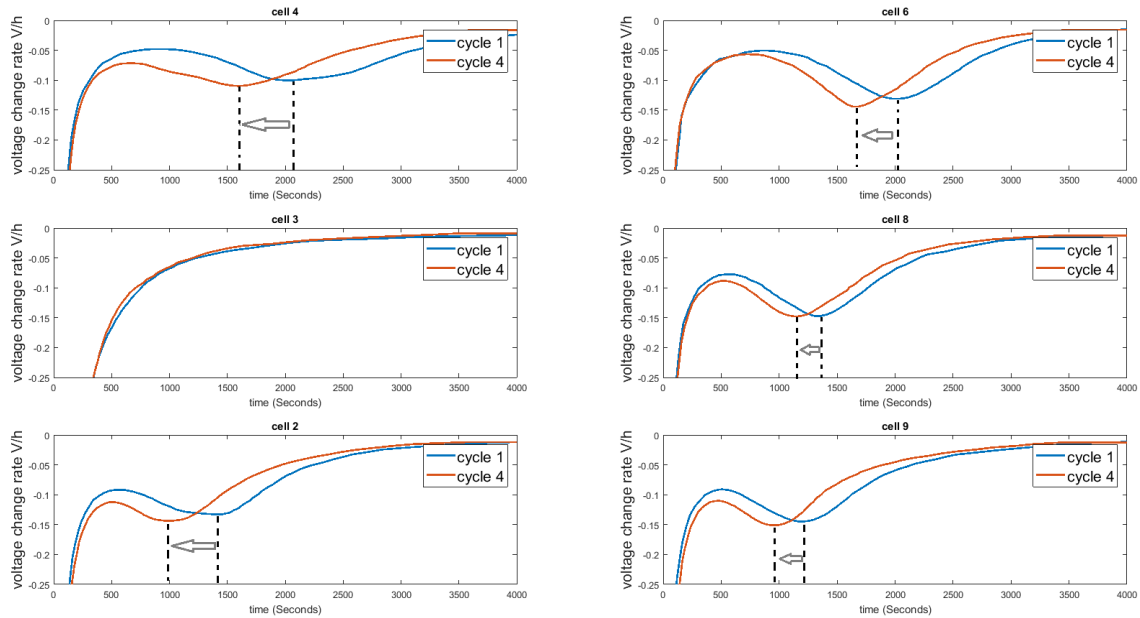 cell 4
voltage change rate V/h
0
-0.05
-0.1
-0.15
-0.2
-0.25
cycle 1
cycle 4
0 500 1000 1500 2000 2500 3000 3500 4000
time (Seconds)
cell 6
voltage change rate V/h
0
-0.05
-0.1
-0.15
-0.2
-0.25
cycle 1
cycle 4
0 500 1000 1500 2000 2500 3000 3500 4000
time (Seconds)
cell 3
voltage change rate V/h
0
-0.05
-0.1
-0.15
-0.2
-0.25
cycle 1
cycle 4
0 500 1000 1500 2000 2500 3000 3500 4000
time (Seconds)
cell 8
voltage change rate V/h
0
-0.05
-0.1
-0.15
-0.2
-0.25
cycle 1
cycle 4
0 500 1000 1500 2000 2500 3000 3500 4000
time (Seconds)
cell 2
voltage change rate V/h
0
-0.05
-0.1
-0.15
-0.2
-0.25
cycle 1
cycle 4
0 500 1000 1500 2000 2500 3000 3500 4000
time (Seconds)
cell 9
voltage change rate V/h
0
-0.05
-0.1
-0.15
-0.2
-0.25
cycle 1
cycle 4
0 500 1000 1500 2000 2500 3000 3500 4000
time (Seconds)